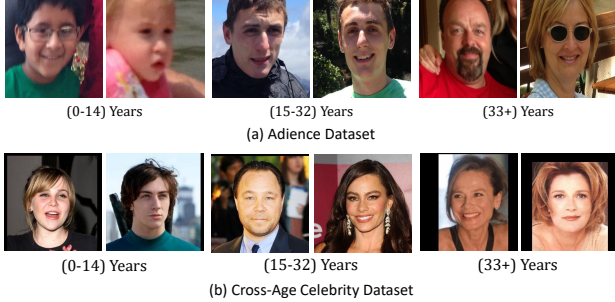 (0-14) Years
(15-32) Years
(33+) Years
(a) Adience Dataset
(0-14) Years
(15-32) Years
(33+) Years
(b) Cross-Age Celebrity Dataset